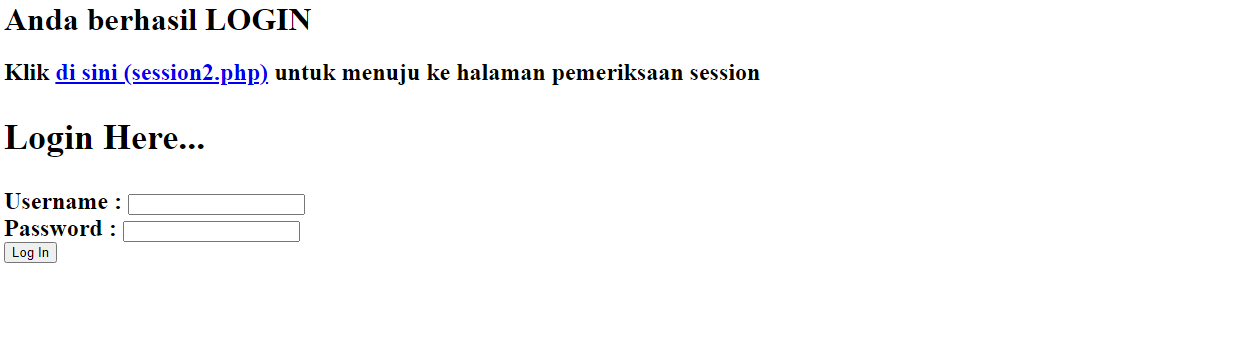 Anda berhasil LOGIN
Klik di sini (session2.php) untuk menuju ke halaman pemeriksaan session
Login Here...
Username :
Password :
Log In